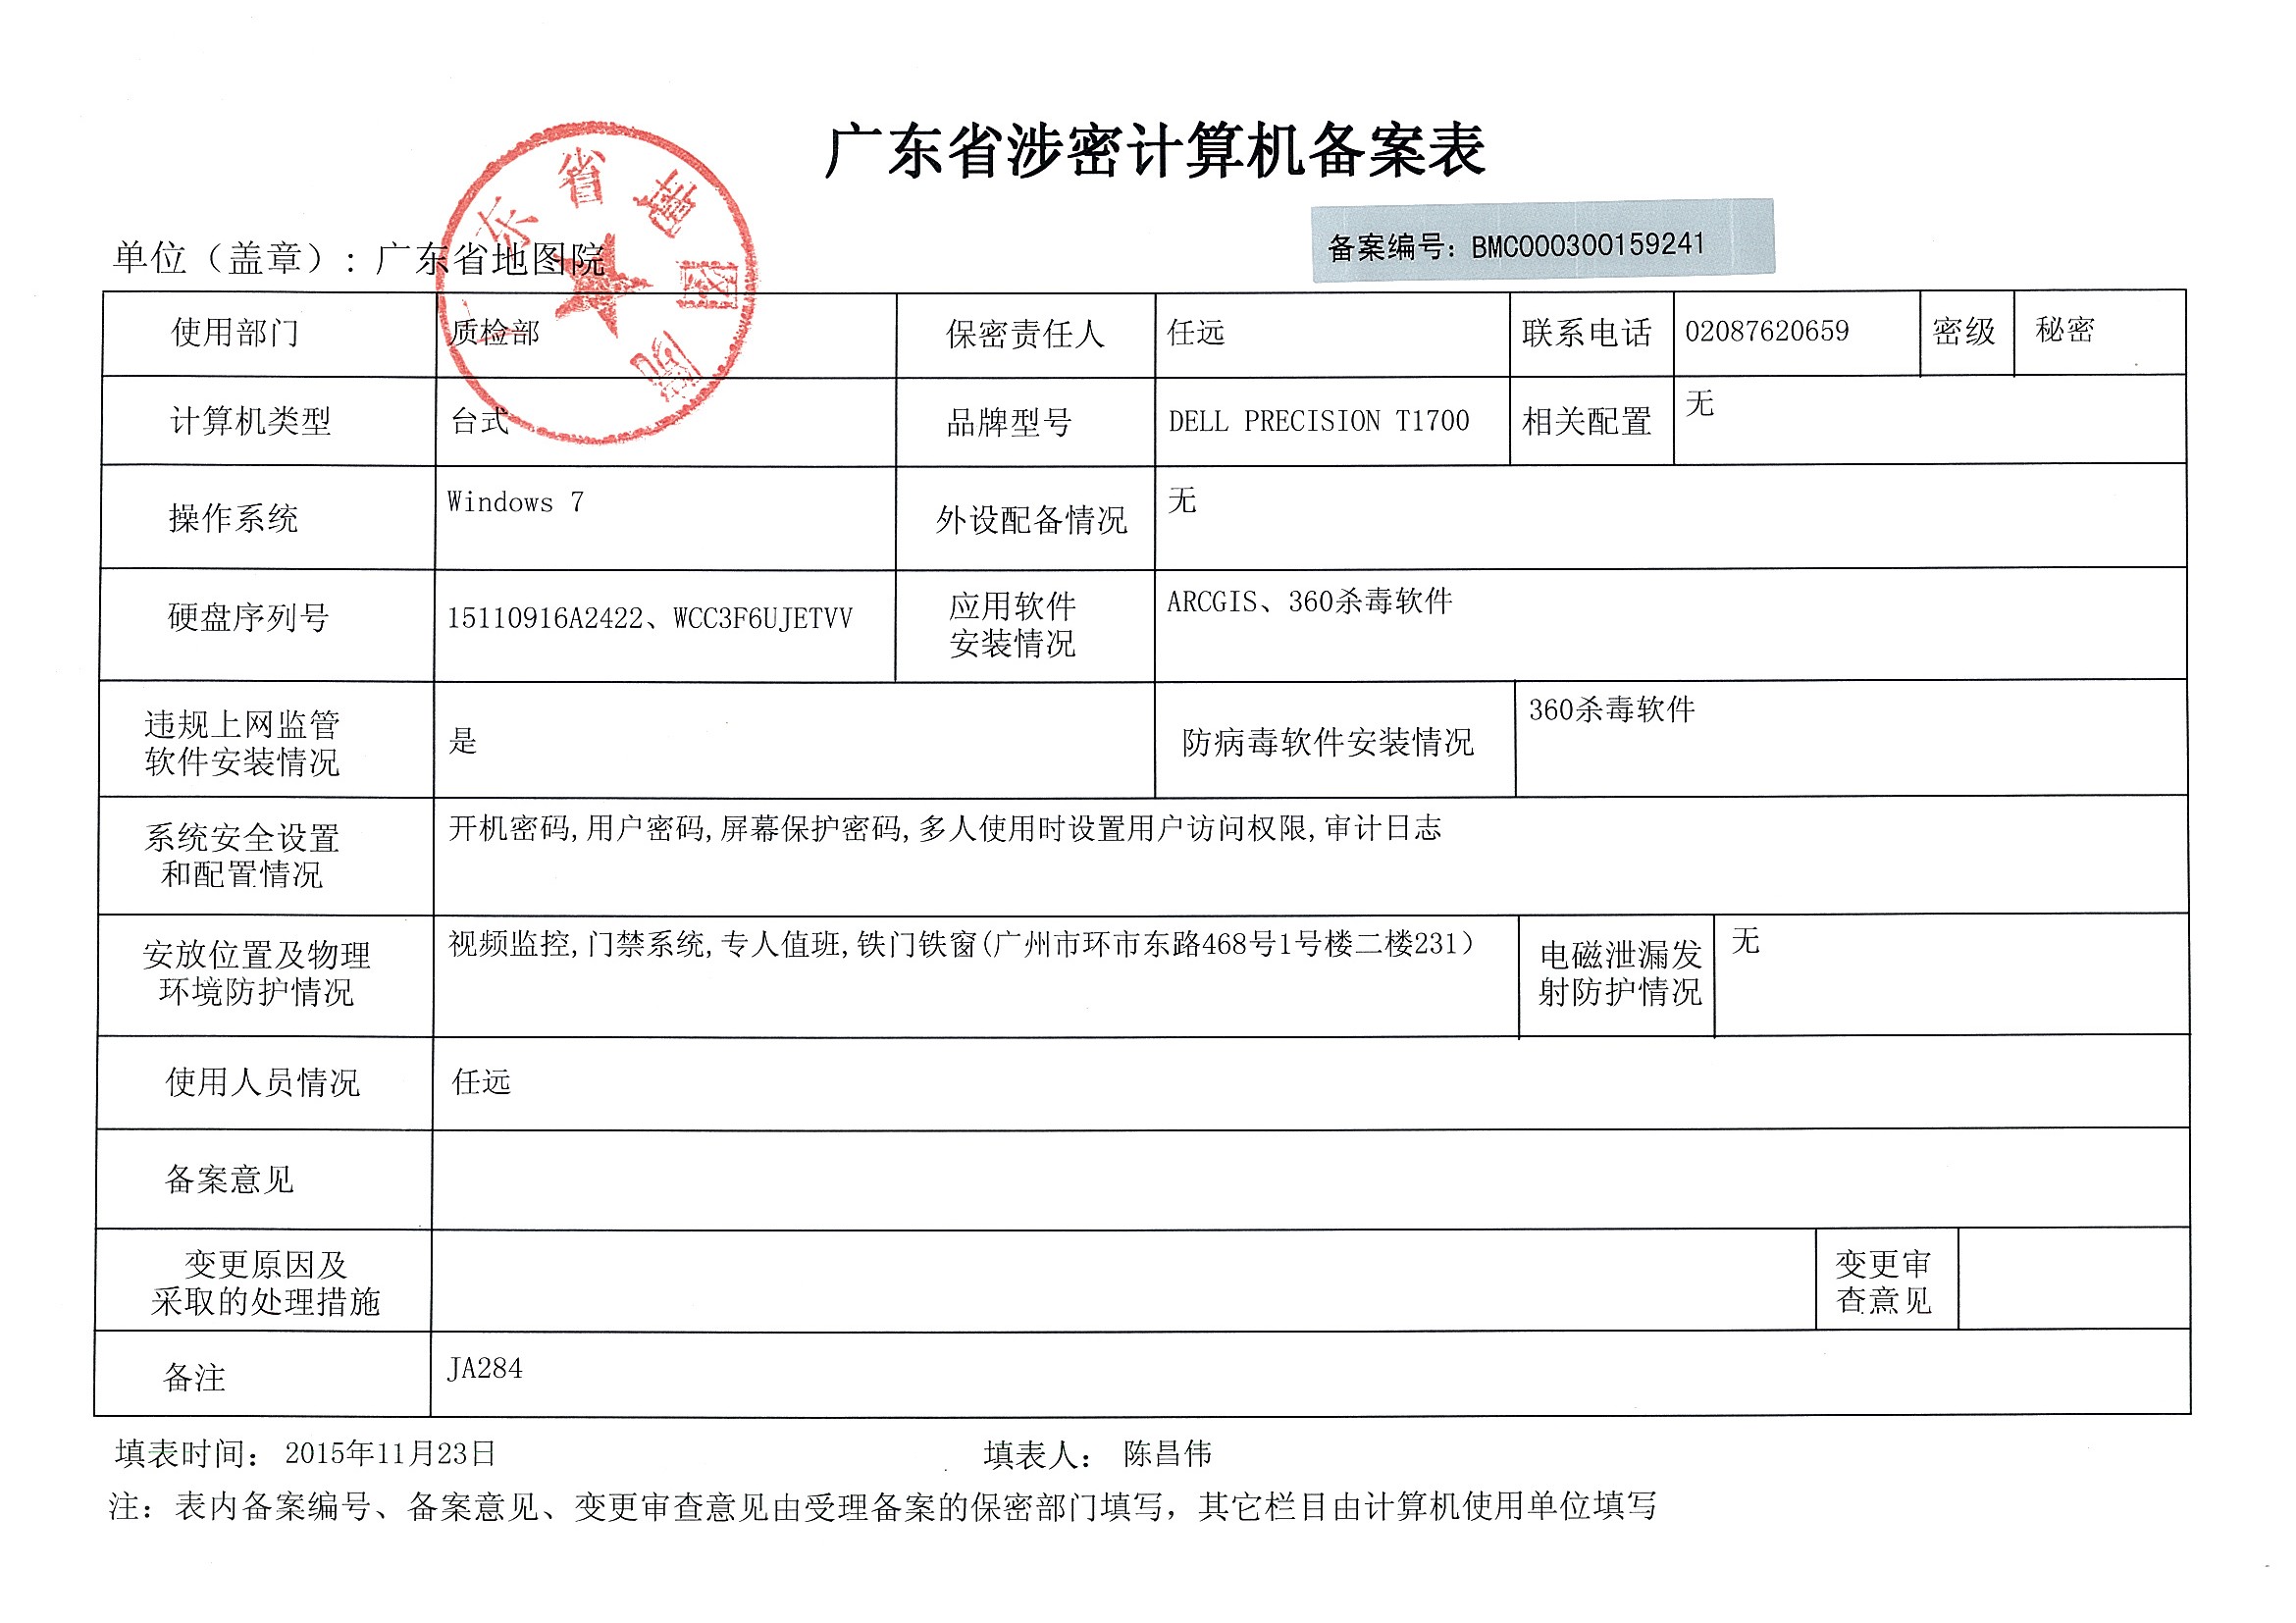 广东省涉密计算机备案表
备案编号：BMC000300159241
单位（盖章）：广东省地图院
广东省地图院
使用部门 质检部 保密责任人 任远 联系电话 02087620659 密级 秘密
计算机类型 台式 品牌型号 DELL PRECISION T1700 相关配置 无
操作系统 Windows 7 外设配备情况 无
硬盘序列号 15110916A2422、WCC3F6UJETVV 应用软件
安装情况 ARCGIS、360杀毒软件
违规上网监管
软件安装情况 是 防病毒软件安装情况 360杀毒软件
系统安全设置
和配置情况 开机密码,用户密码,屏幕保护密码,多人使用时设置用户访问权限,审计日志
安放位置及物理
环境防护情况 视频监控,门禁系统,专人值班,铁门铁窗(广州市环市东路468号1号楼二楼231） 电磁泄漏发
射防护情况 无
使用人员情况 任远
备案意见
变更原因及
采取的处理措施 变更审
查意见
备注 JA284
填表时间： 2015年11月23日 填表人： 陈昌伟
注：表内备案编号、备案意见、变更审查意见由受理备案的保密部门填写，其它栏目由计算机使用单位填写